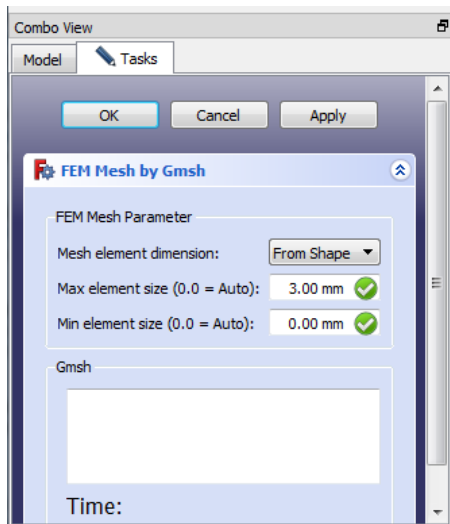 Combo View
Model
Tasks
OK Cancel Apply
FEM Mesh by Gmsh
FEM Mesh Parameter
Mesh element dimension: From Shape
Max element size (0.0 = Auto): 3.00 mm
Min element size (0.0 = Auto): 0.00 mm
Gmsh
Time: